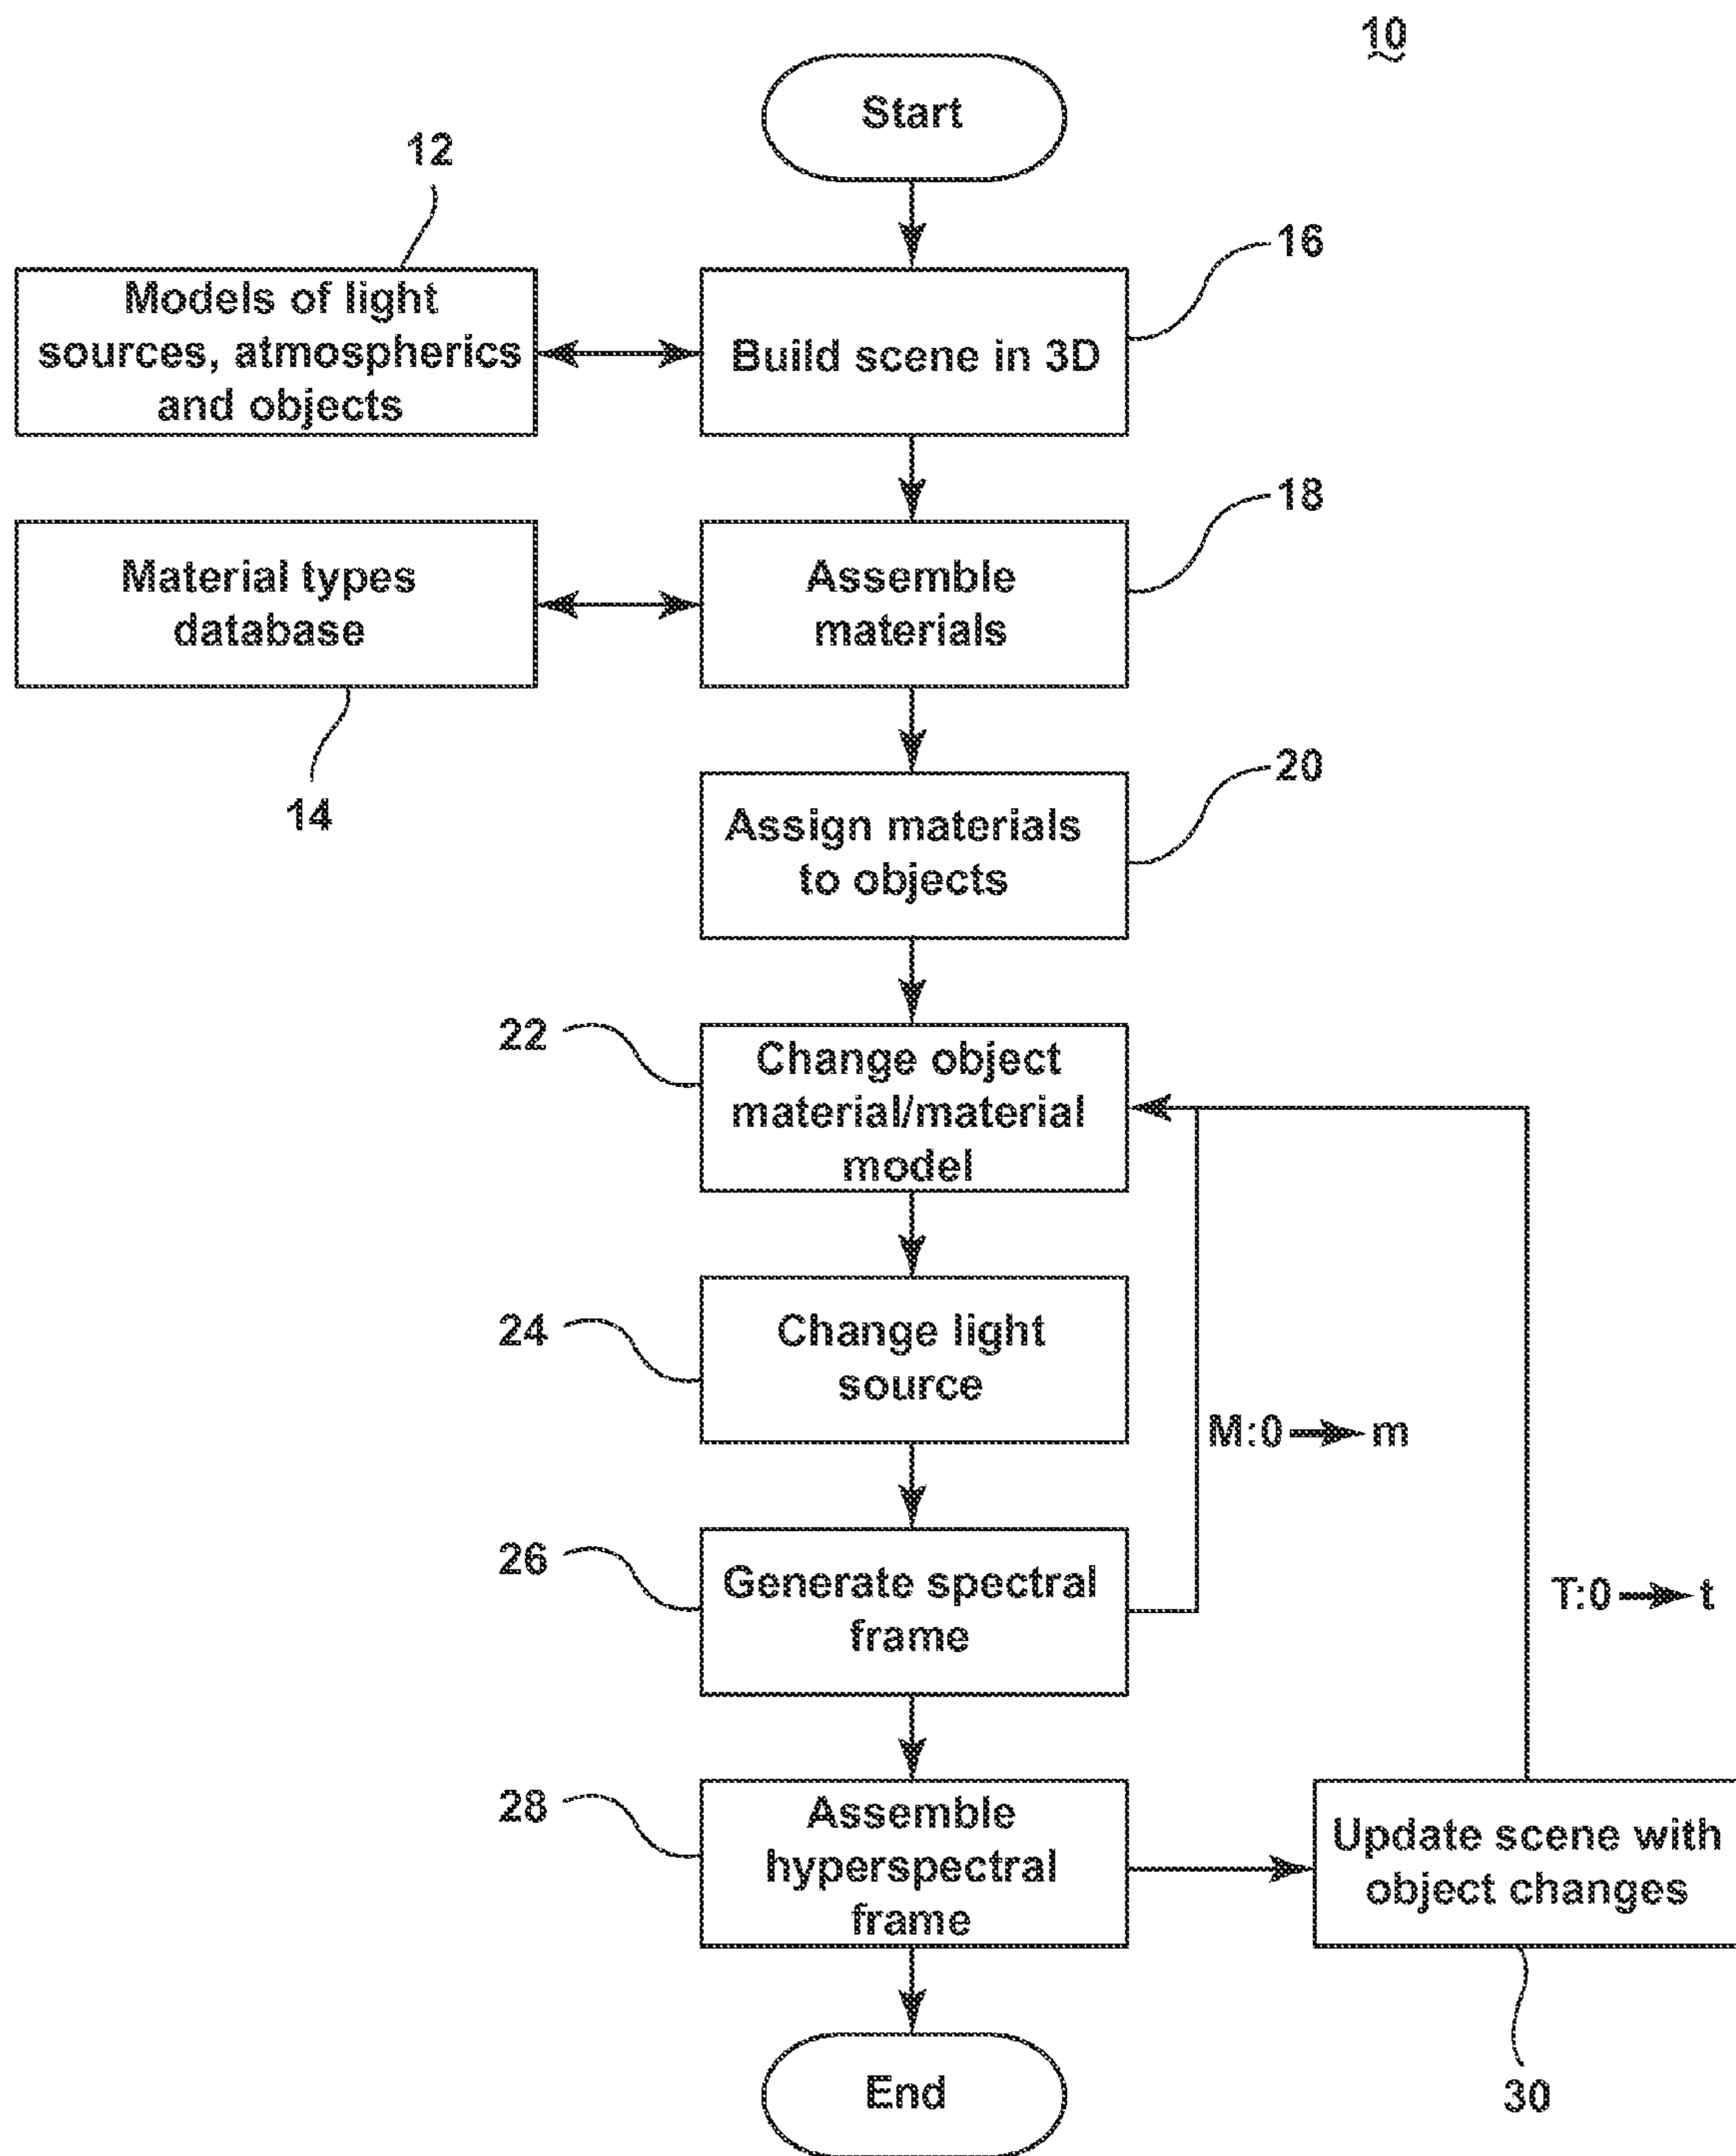 10
Start
12
16
Models of light
sources, atmospherics
and objects
Build scene in 3D
18
Material types
database
Assemble
materials
14
20
Assign materials
to objects
22
Change object
material/material
model
24
Change light
source
M:0 → m
26
Generate spectral
frame
T:0 → t
28
Assemble
hyperspectral
frame
Update scene with
object changes
End
30